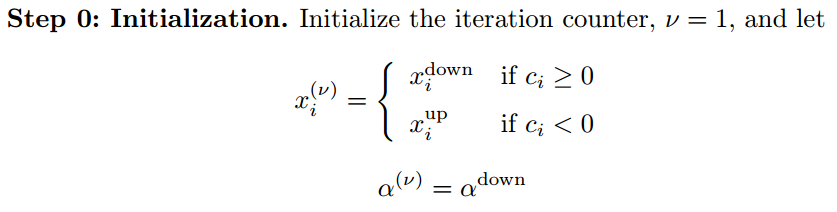 Step 0: Initialization. Initialize the iteration counter, ν = 1, and let
x_i^{(ν)} = { x_i^{down} if c_i ≥ 0
x_i^{up} if c_i < 0
α^{(ν)} = α^{down}